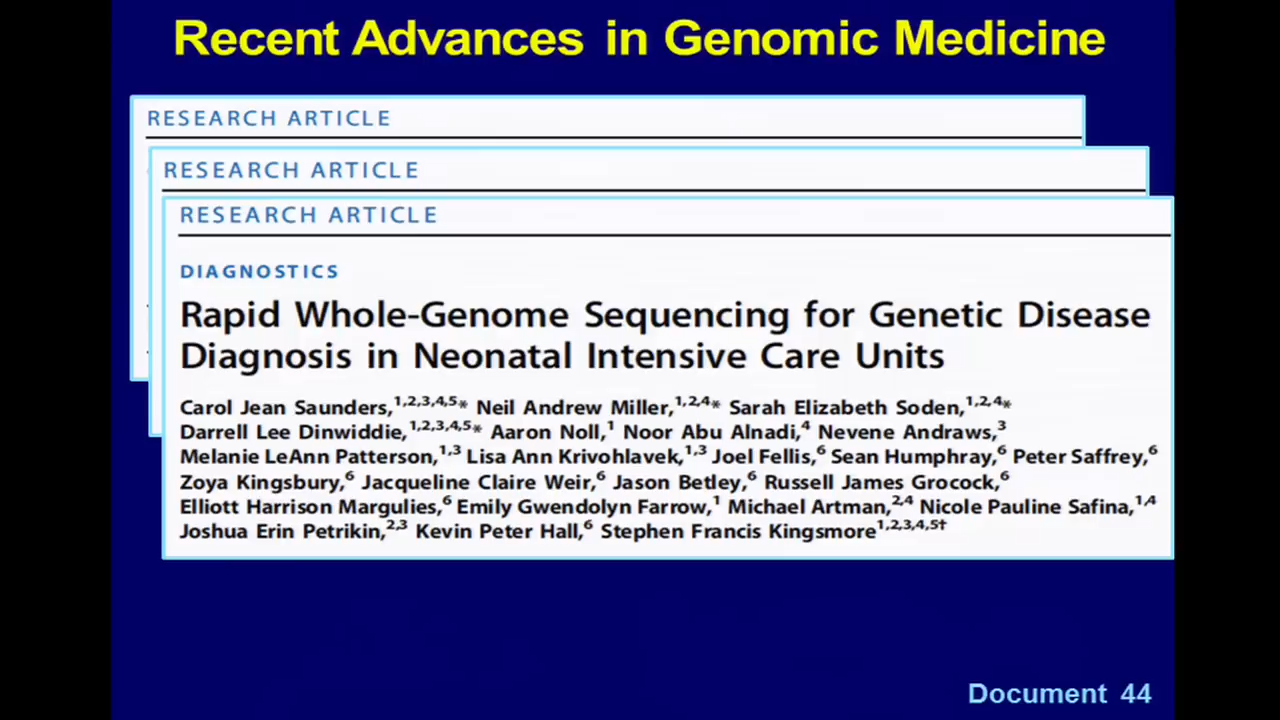 Recent Advances in Genomic Medicine
RESEARCH ARTICLE
RESEARCH ARTICLE
RESEARCH ARTICLE
DIAGNOSTICS
Rapid Whole-Genome Sequencing for Genetic Disease
Diagnosis in Neonatal Intensive Care Units
Carol Jean Saunders,1,2,3,4,5* Neil Andrew Miller,1,2,4* Sarah Elizabeth Soden,1,2,4*
Darrell Lee Dinwiddie,1,2,3,4,5* Aaron Noll,1 Noor Abu Alnadi,4 Nevene Andraws,3
Melanie LeAnn Patterson,1,3 Lisa Ann Krivohlavek,1,3 Joel Fellis,6 Sean Humphray,6 Peter Saffrey,6
Zoya Kingsbury,6 Jacqueline Claire Weir,6 Jason Betley,6 Russell James Grocock,6
Elliott Harrison Margulies,6 Emily Gwendolyn Farrow,1 Michael Artman,2,4 Nicole Pauline Safina,1,4
Joshua Erin Petrikin,2,3 Kevin Peter Hall,6 Stephen Francis Kingsmore1,2,3,4,5†
Document 44